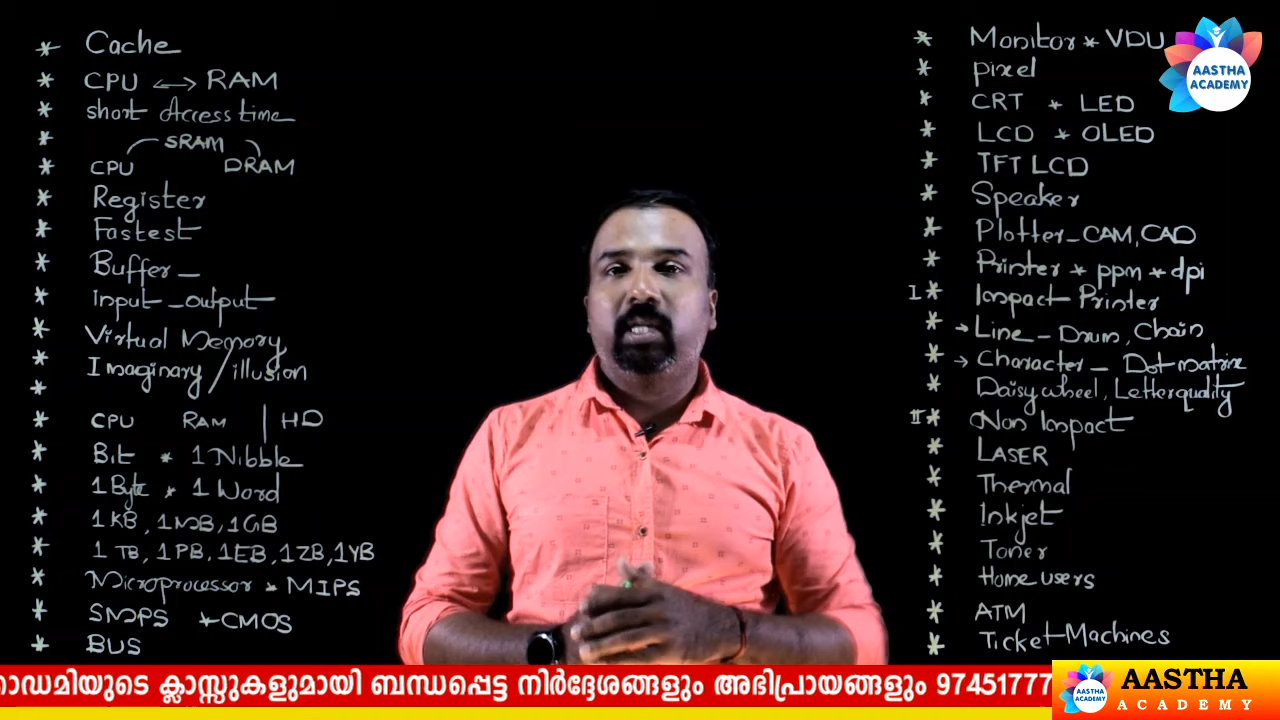 * Cache
* CPU ↔ RAM
* short Access time
* SRAM
* CPU DRAM
* Register
* Fastest
* Buffer -
* input - output
* Virtual Memory
* Imaginary / illusion
*
* CPU RAM | HD
* Bit * 1 Nibble
* 1 Byte * 1 Word
* 1 KB, 1 MB, 1 GB
* 1 TB, 1 PB, 1 EB, 1 ZB, 1 YB
* Microprocessor * MIPS
* SMPS * CMOS
* BUS
* Monitor * VDU
* pixel
* CRT * LED
* LCD * OLED
* TFT LCD
* Speaker
* Plotter - CAM, CAD
* Printer * ppm * dpi
I * Impact Printer
* → Line - Drum, Chain
* → Character - Dot matrix
* Daisy wheel, Letter quality
II * Non Impact
* LASER
* Thermal
* Inkjet
* Toner
* Home users
* ATM
* Ticket Machines
AASTHA
ACADEMY
ക്ലാസ്സുകളുമായി ബന്ധപ്പെട്ട നിർദ്ദേശങ്ങളും അഭിപ്രായങ്ങളും 97451777
AASTHA
ACADEMY
AASTHA
ACADEMY